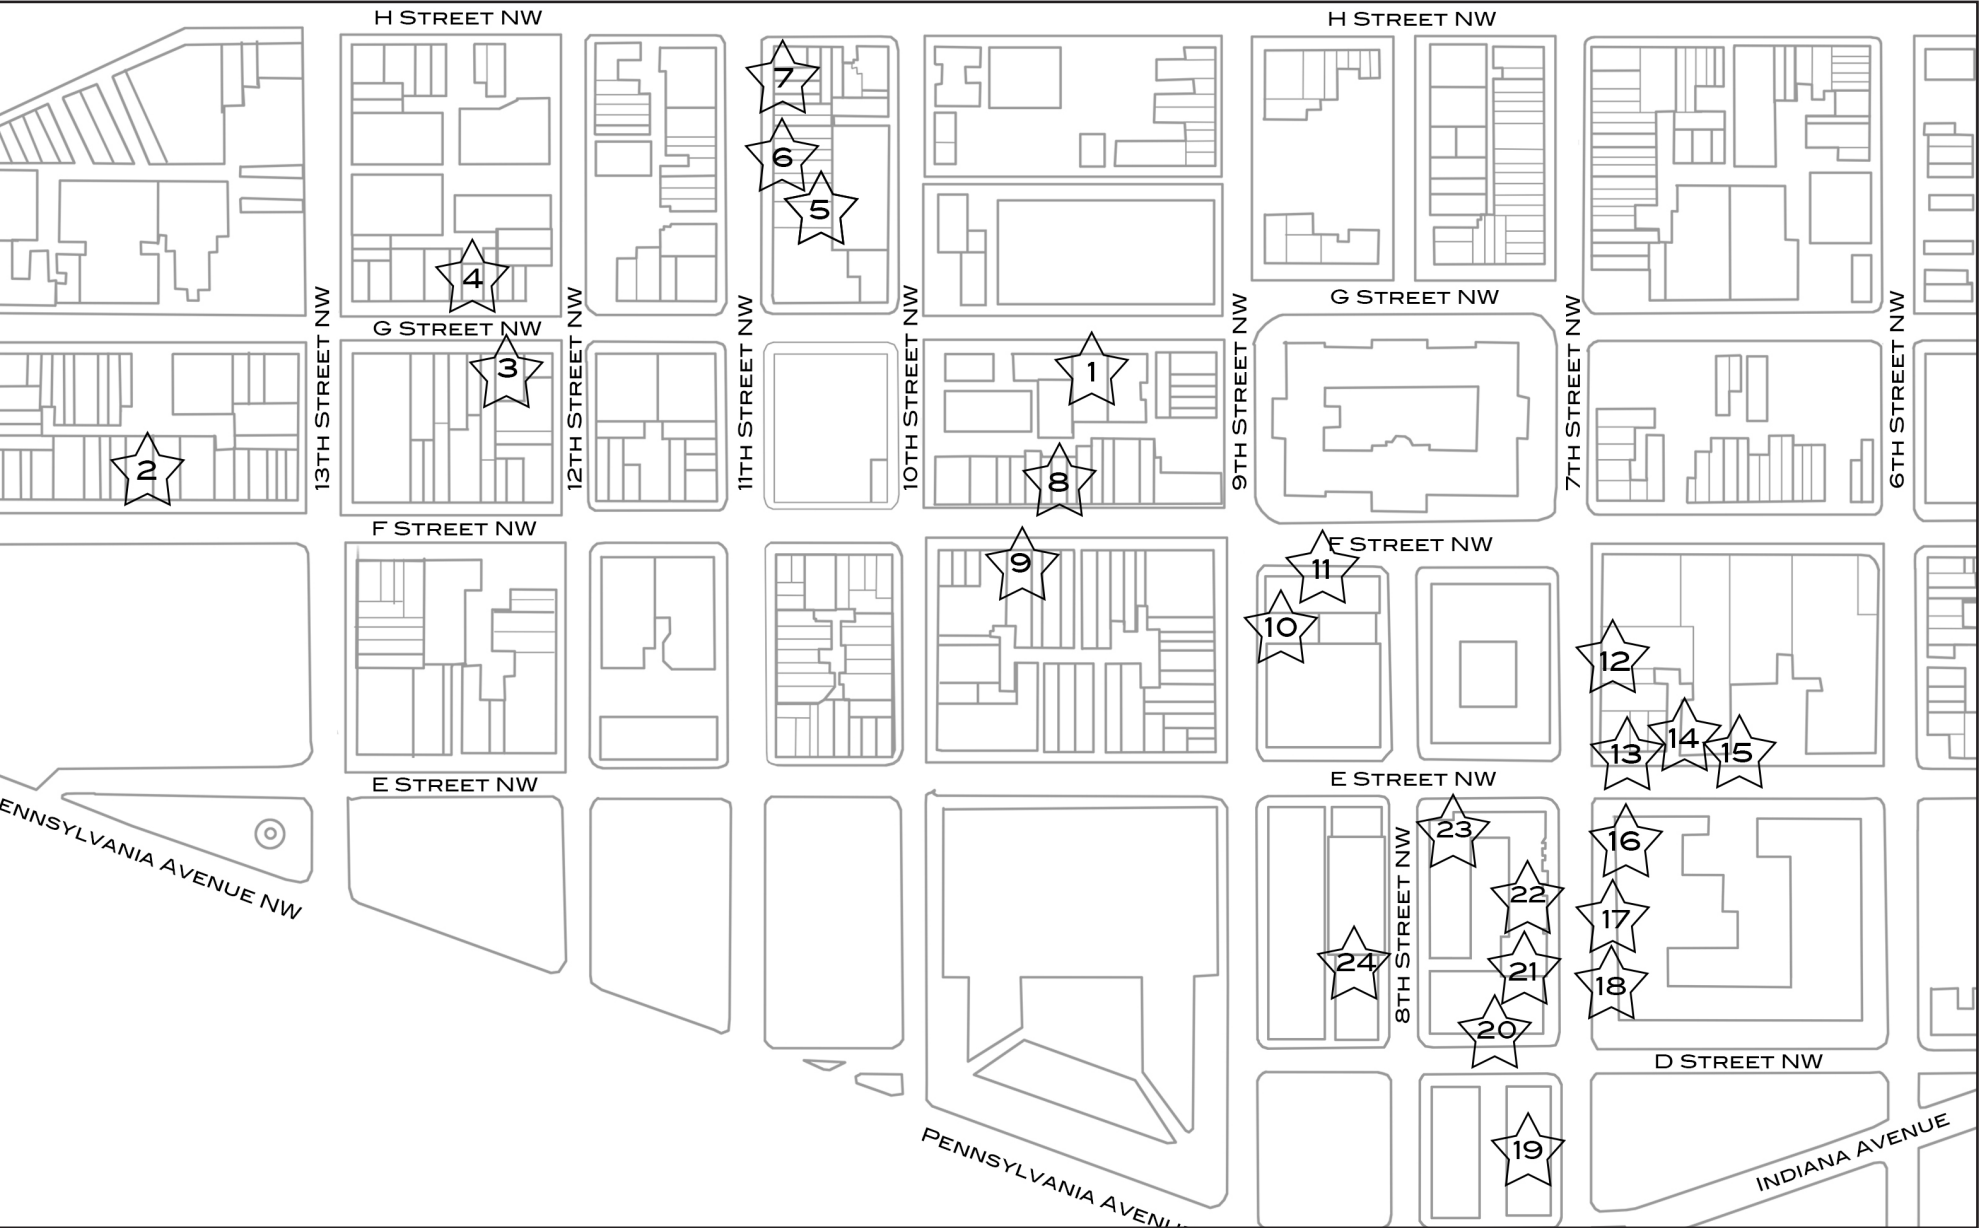 H Street NW
H Street NW
7
6
5
4
13th Street NW
12th Street NW
11th Street NW
10th Street NW
9th Street NW
7th Street NW
6th Street NW
G Street NW
G Street NW
3
1
2
8
F Street NW
F Street NW
9
11
10
12
13
14
15
E Street NW
E Street NW
ennsylvania Avenue NW
23
16
8th Street NW
22
17
24
21
18
20
D Street NW
19
Pennsylvania Avenu
Indiana Avenue